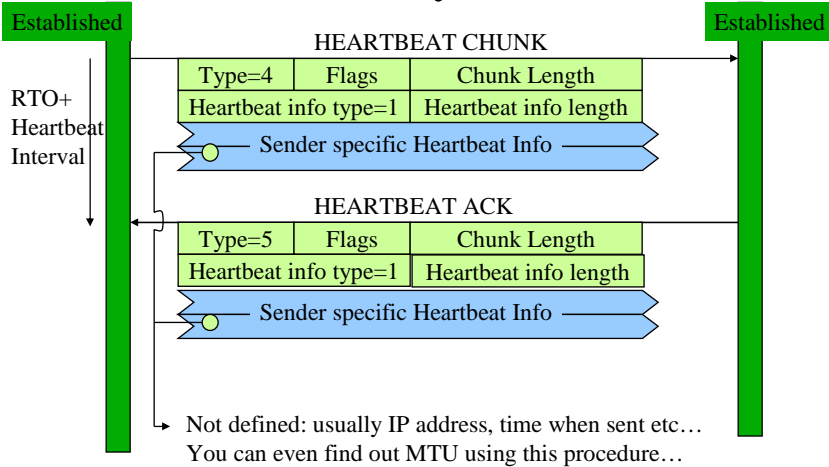 Established
Established
HEARTBEAT CHUNK
Type=4 Flags Chunk Length
Heartbeat info type=1 Heartbeat info length
Sender specific Heartbeat Info
RTO+
Heartbeat
Interval
HEARTBEAT ACK
Type=5 Flags Chunk Length
Heartbeat info type=1 Heartbeat info length
Sender specific Heartbeat Info
Not defined: usually IP address, time when sent etc…
You can even find out MTU using this procedure…